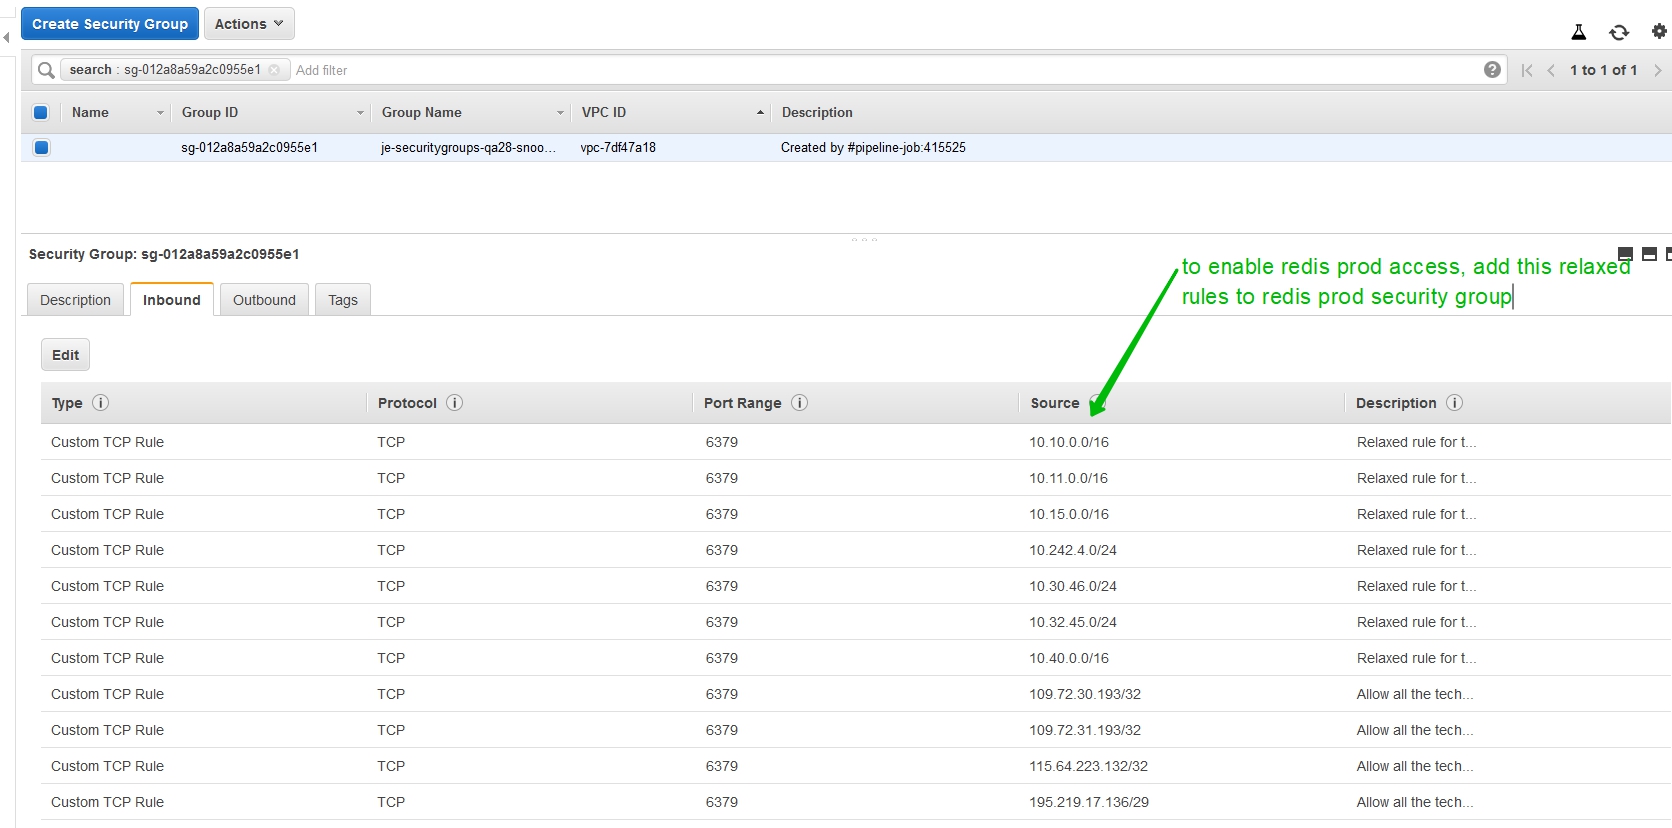 Create Security Group Actions
search : sg-012a8a59a2c0955e1 Add filter 1 to 1 of 1
Name Group ID Group Name VPC ID Description
sg-012a8a59a2c0955e1 je-securitygroups-qa28-snoo... vpc-7df47a18 Created by #pipeline-job:415525
Security Group: sg-012a8a59a2c0955e1
to enable redis prod access, add this relaxed
rules to redis prod security group
Description Inbound Outbound Tags
Edit
Type Protocol Port Range Source Description
Custom TCP Rule TCP 6379 10.10.0.0/16 Relaxed rule for t...
Custom TCP Rule TCP 6379 10.11.0.0/16 Relaxed rule for t...
Custom TCP Rule TCP 6379 10.15.0.0/16 Relaxed rule for t...
Custom TCP Rule TCP 6379 10.242.4.0/24 Relaxed rule for t...
Custom TCP Rule TCP 6379 10.30.46.0/24 Relaxed rule for t...
Custom TCP Rule TCP 6379 10.32.45.0/24 Relaxed rule for t...
Custom TCP Rule TCP 6379 10.40.0.0/16 Relaxed rule for t...
Custom TCP Rule TCP 6379 109.72.30.193/32 Allow all the tech...
Custom TCP Rule TCP 6379 109.72.31.193/32 Allow all the tech...
Custom TCP Rule TCP 6379 115.64.223.132/32 Allow all the tech...
Custom TCP Rule TCP 6379 195.219.17.136/29 Allow all the tech...